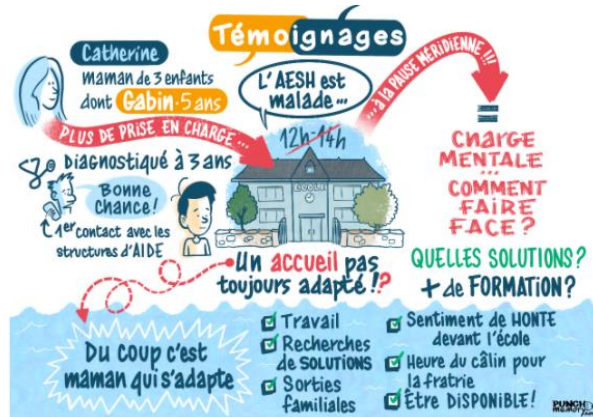 Témoignages
Catherine
maman de 3 enfants
dont Gabin · 5 ans
PLUS DE PRISE EN CHARGE...
L'AESH est
malade...
12h-14h
...à la PAUSE MÉRIDIENNE !!!
ÉCOLE
Diagnostiqué à 3 ans
BONNE
CHANCE !
1er contact avec les
structures d'AIDE
=
CHARGE
MENTALE
...
COMMENT
FAIRE
FACE ?
QUELLES SOLUTIONS ?
+ de FORMATION ?
Un accueil pas
toujours adapté !?
Du coup c'est
maman qui s'adapte
Travail
Recherches
de SOLUTIONS
Sorties
familiales
Sentiment de HONTE
devant l'école
Heure du câlin pour
la fratrie
Être DISPONIBLE !